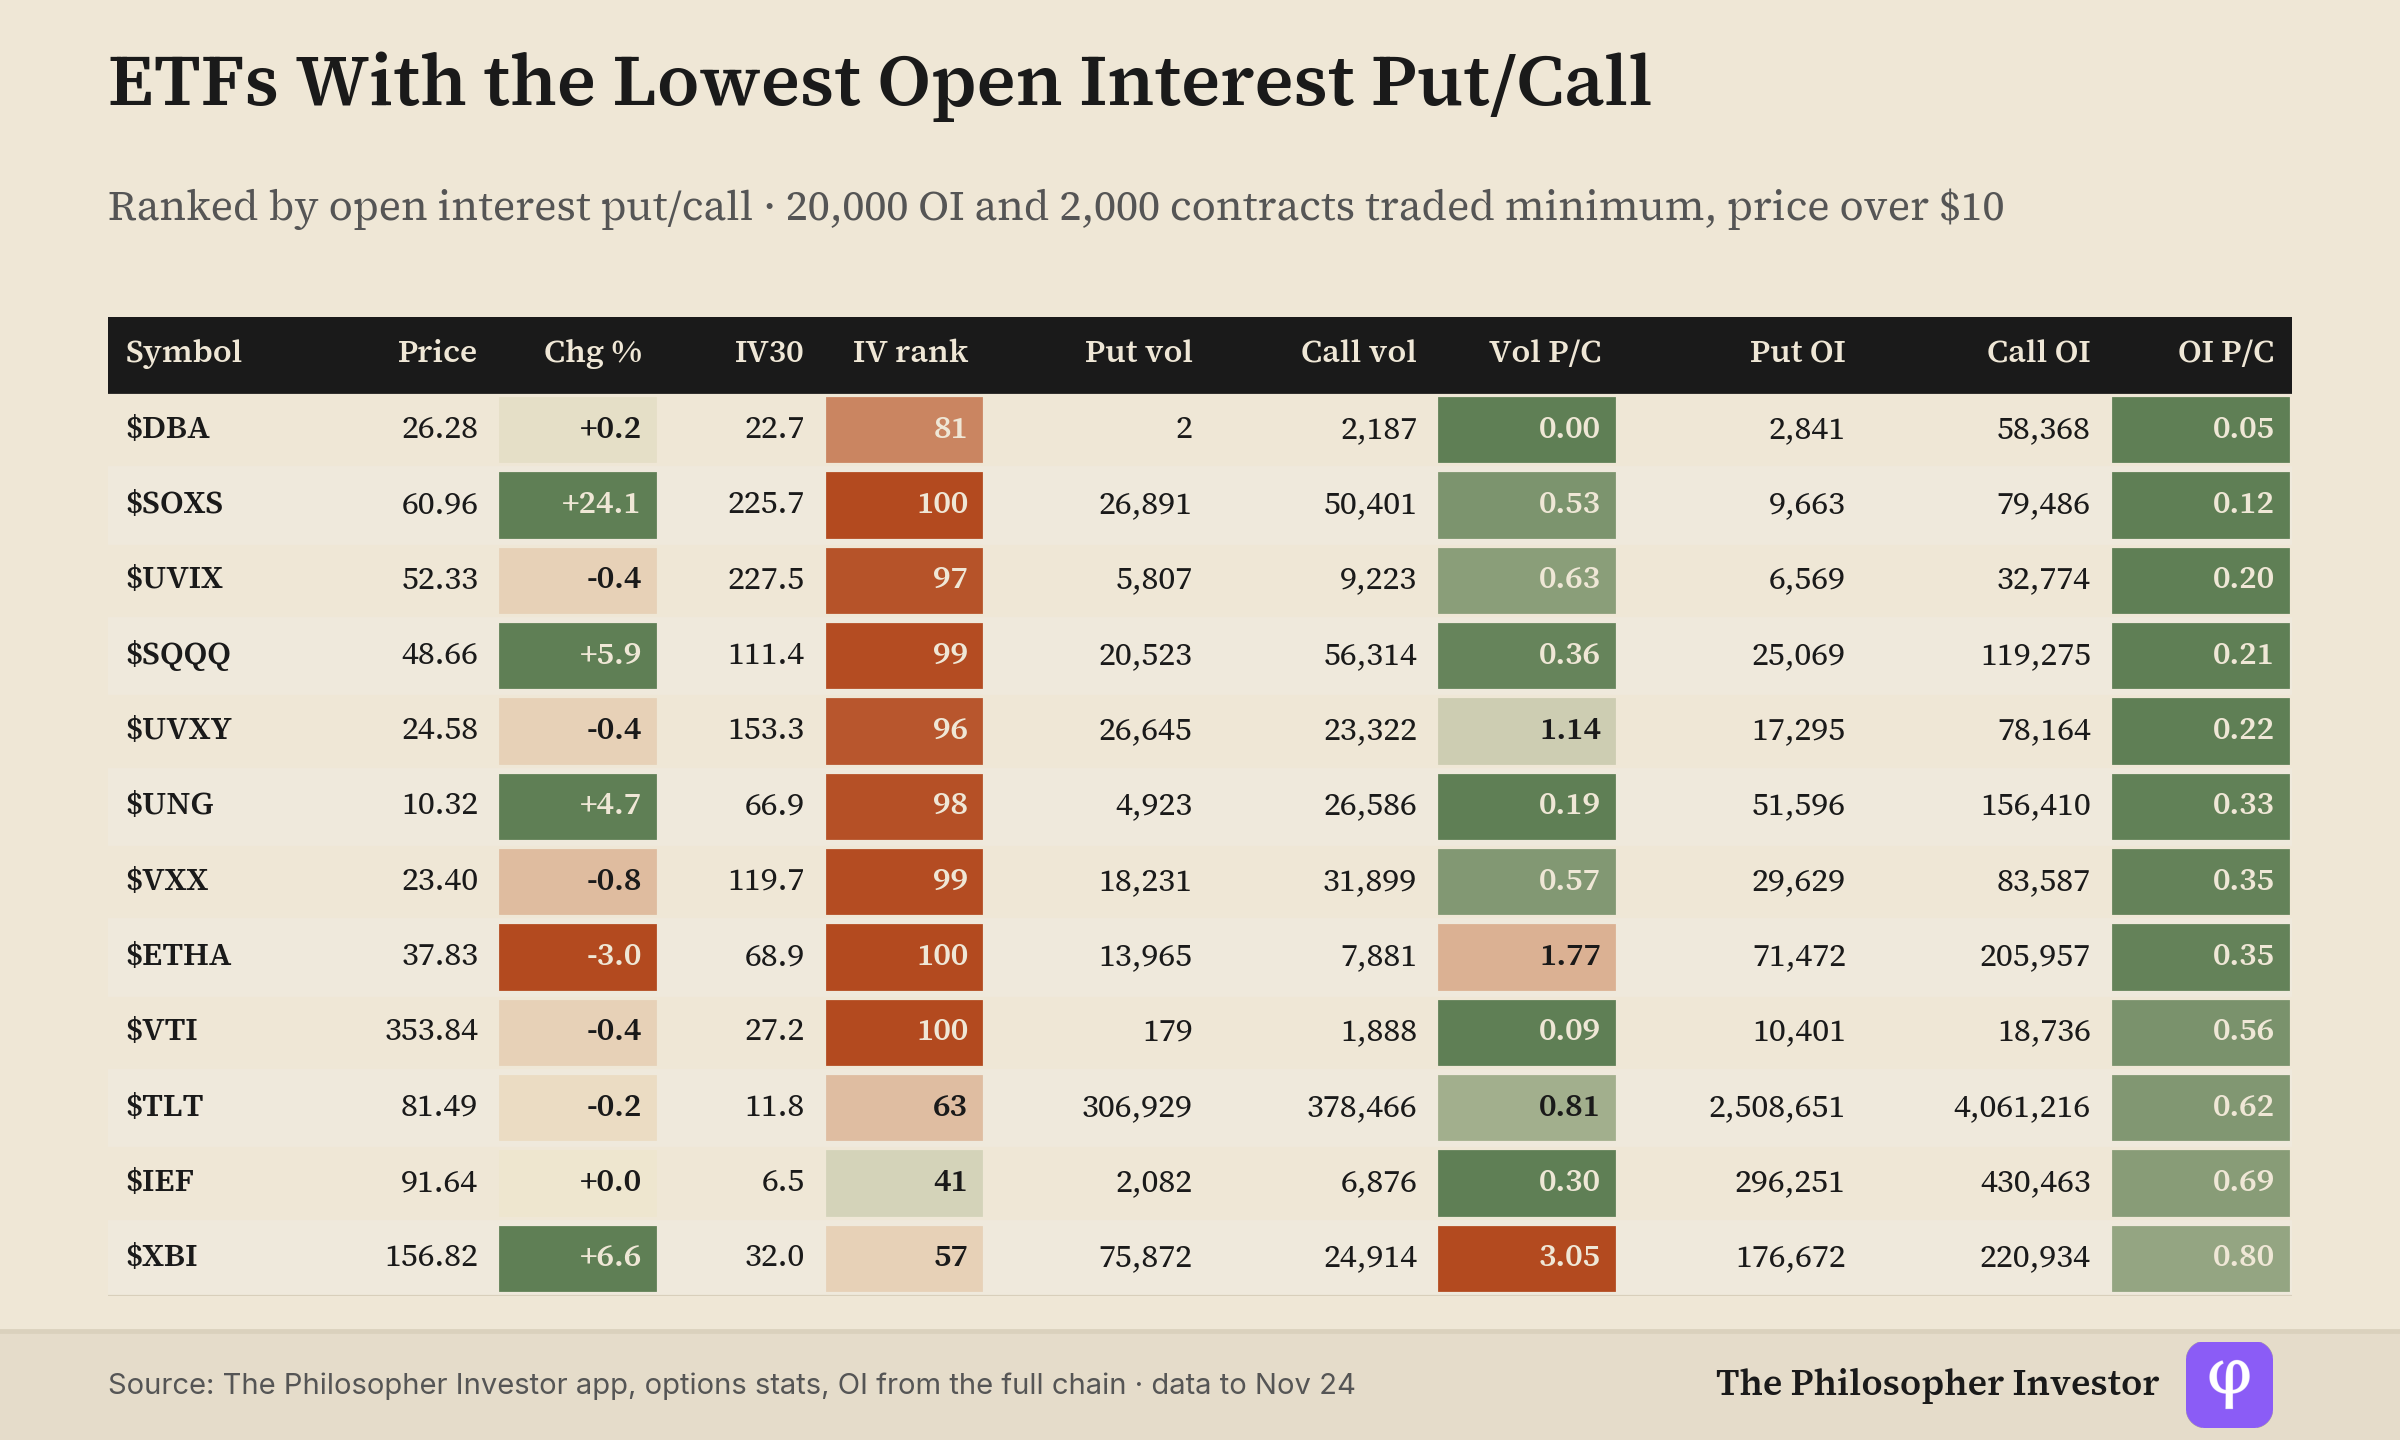 ETFs With the Lowest Open Interest Put/Call
Ranked by open interest put/call · 20,000 OI and 2,000 contracts traded minimum, price over $10
Symbol Price Chg % IV30 IV rank Put vol Call vol Vol P/C Put OI Call OI OI P/C
$DBA 26.28 +0.2 22.7 81 2 2,187 0.00 2,841 58,368 0.05
$SOXS 60.96 +24.1 225.7 100 26,891 50,401 0.53 9,663 79,486 0.12
$UVIX 52.33 -0.4 227.5 97 5,807 9,223 0.63 6,569 32,774 0.20
$SQQQ 48.66 +5.9 111.4 99 20,523 56,314 0.36 25,069 119,275 0.21
$UVXY 24.58 -0.4 153.3 96 26,645 23,322 1.14 17,295 78,164 0.22
$UNG 10.32 +4.7 66.9 98 4,923 26,586 0.19 51,596 156,410 0.33
$VXX 23.40 -0.8 119.7 99 18,231 31,899 0.57 29,629 83,587 0.35
$ETHA 37.83 -3.0 68.9 100 13,965 7,881 1.77 71,472 205,957 0.35
$VTI 353.84 -0.4 27.2 100 179 1,888 0.09 10,401 18,736 0.56
$TLT 81.49 -0.2 11.8 63 306,929 378,466 0.81 2,508,651 4,061,216 0.62
$IEF 91.64 +0.0 6.5 41 2,082 6,876 0.30 296,251 430,463 0.69
$XBI 156.82 +6.6 32.0 57 75,872 24,914 3.05 176,672 220,934 0.80
Source: The Philosopher Investor app, options stats, OI from the full chain · data to Nov 24
The Philosopher Investor φ